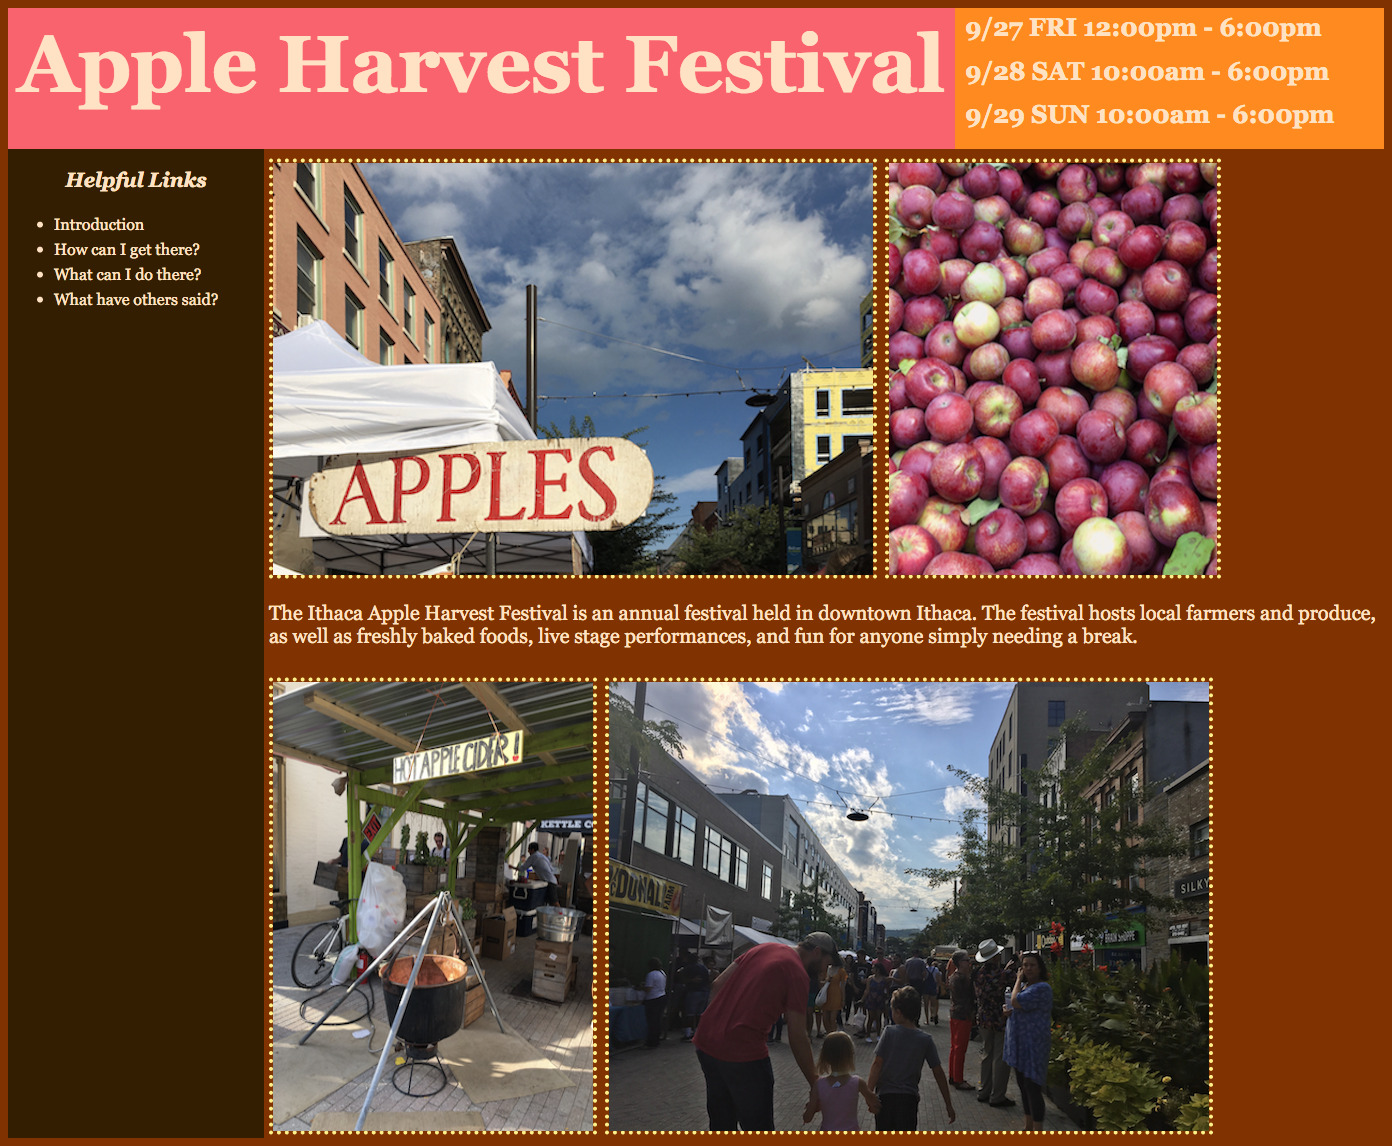 Apple Harvest Festival
9/27 FRI 12:00pm - 6:00pm
9/28 SAT 10:00am - 6:00pm
9/29 SUN 10:00am - 6:00pm
Helpful Links
Introduction
How can I get there?
What can I do there?
What have others said?
APPLES
The Ithaca Apple Harvest Festival is an annual festival held in downtown Ithaca. The festival hosts local farmers and produce,
as well as freshly baked foods, live stage performances, and fun for anyone simply needing a break.
HOT APPLE CIDER!
KETTLE
FARM
SILKY